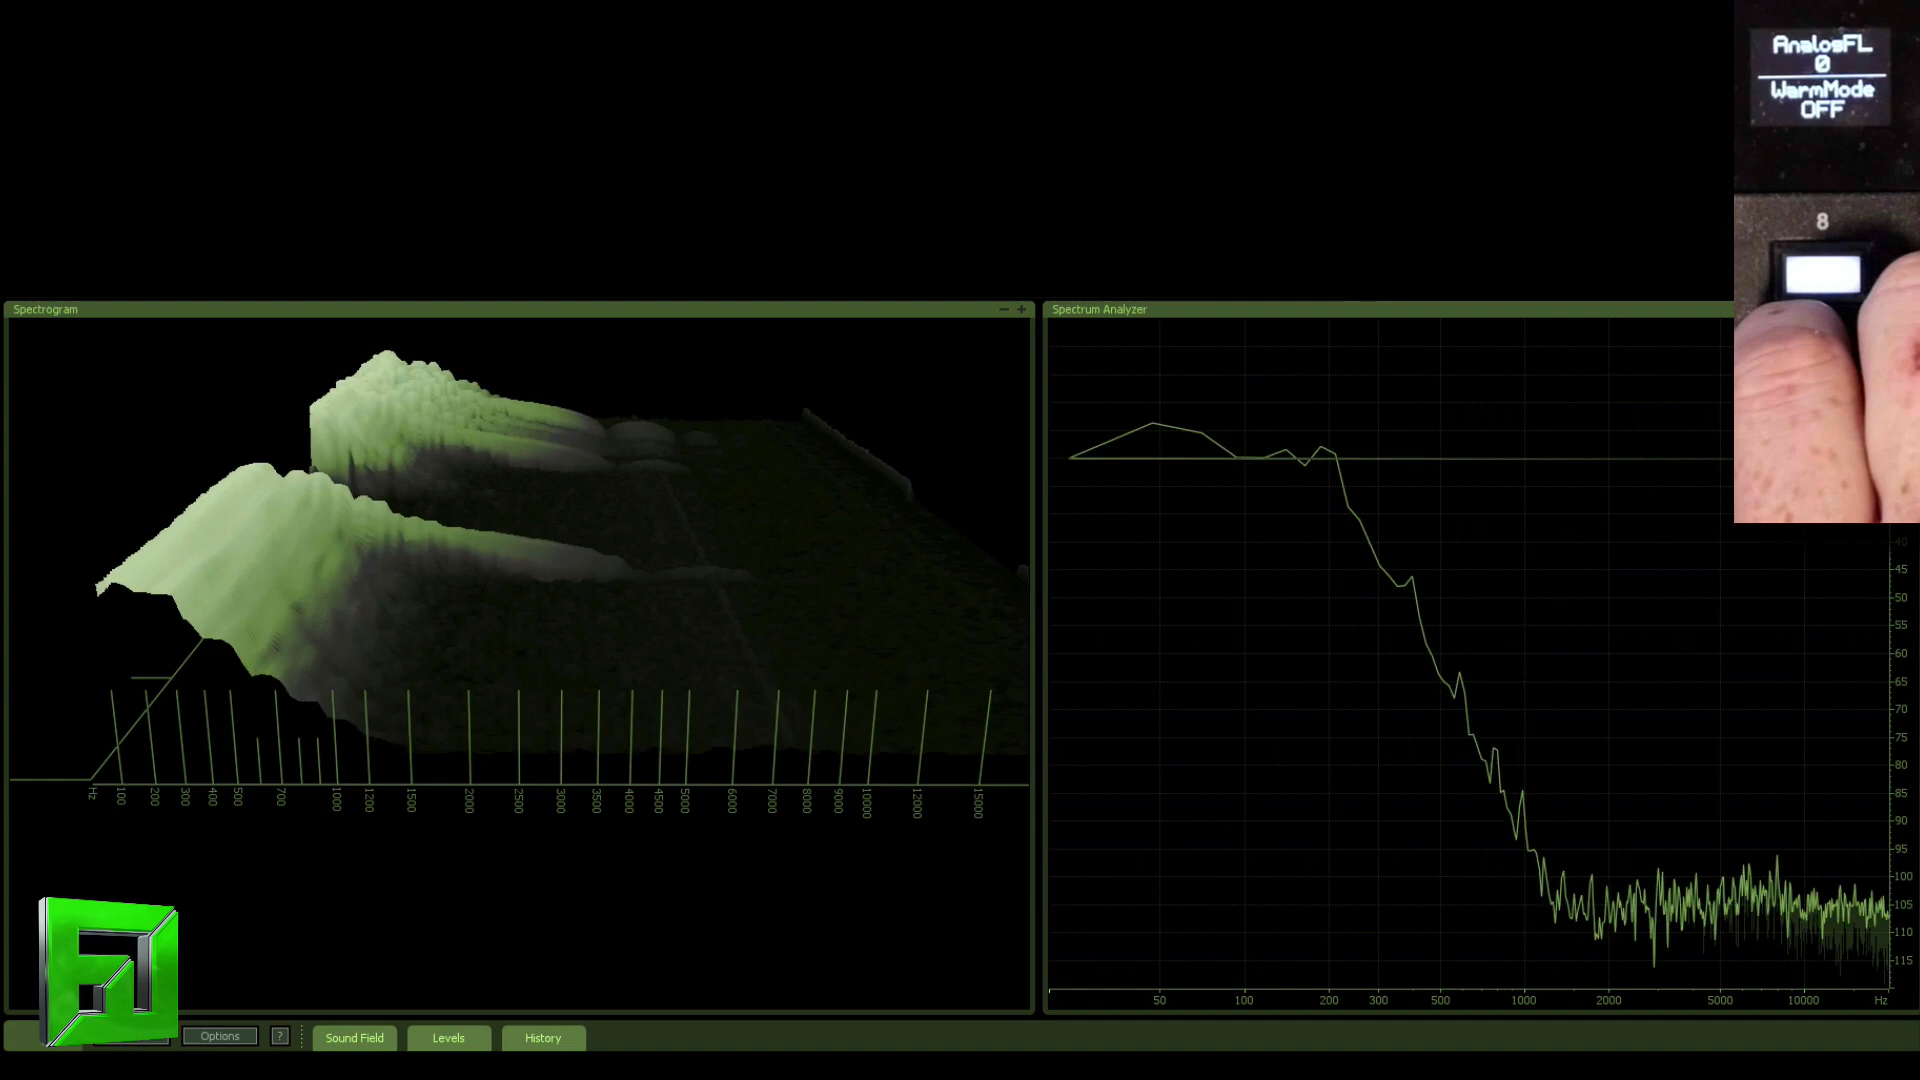 AnalogFL
0
WarmMode
OFF
8
Spectrogram
Spectrum Analyzer
40
45
50
55
60
65
70
75
80
85
90
95
100
105
110
115
Hz 100 200 300 400 500 700 1000 1200 1500 2000 2500 3000 3500 4000 4500 5000 6000 7000 8000 9000 10000 12000 15000
50 100 200 300 500 1000 2000 5000 10000 Hz
Options ? Sound Field Levels History